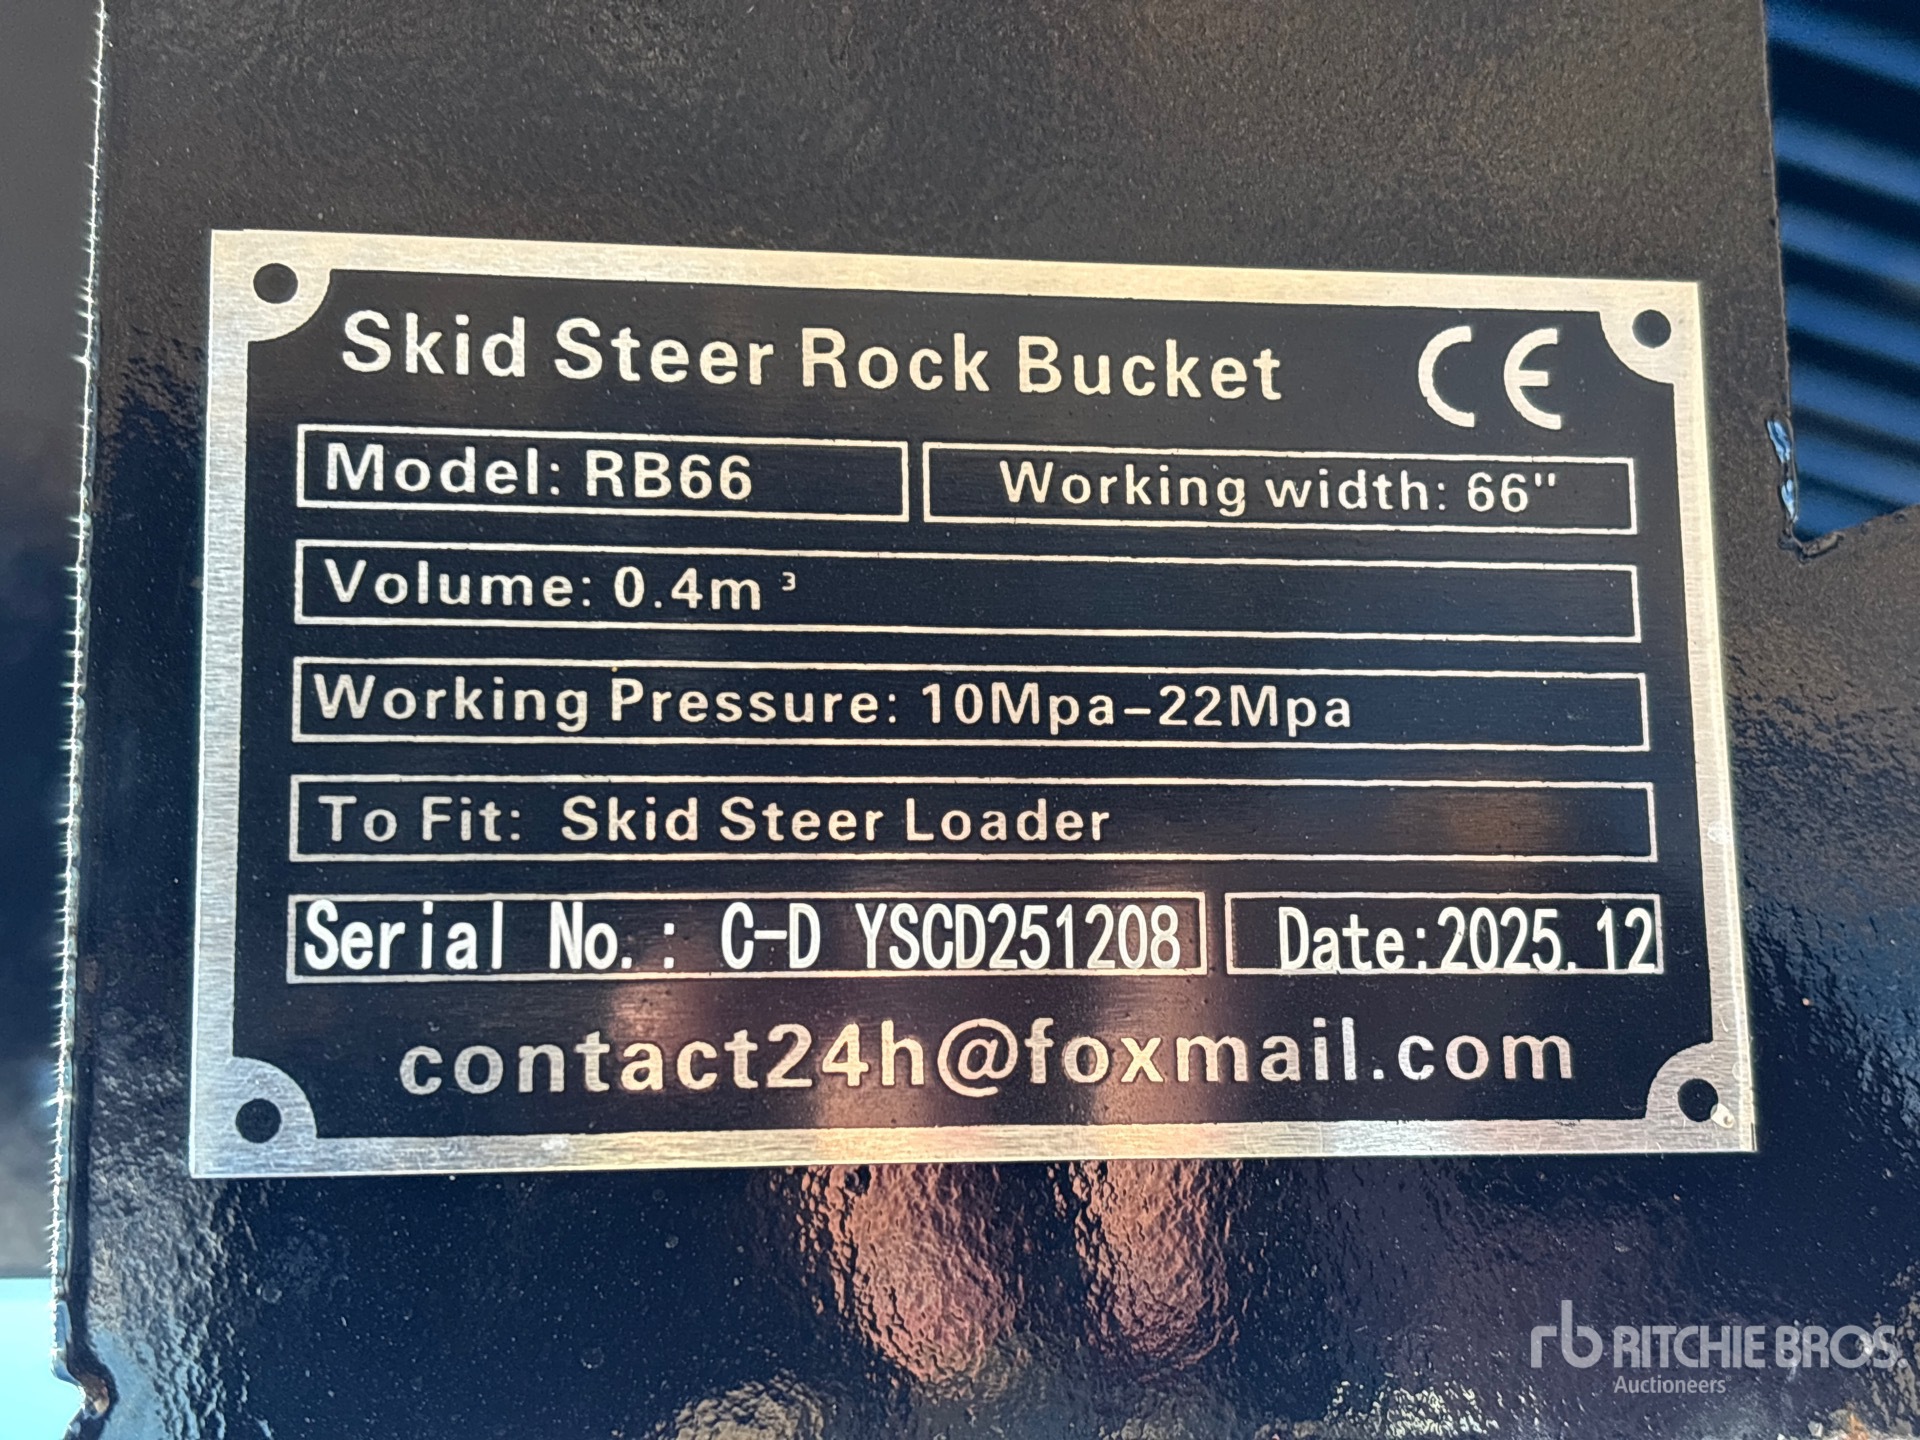 Skid Steer Rock Bucket CE
Model: RB66 Working width: 66"
Volume: 0.4m³
Working Pressure: 10Mpa-22Mpa
To Fit: Skid Steer Loader
Serial No.: C-D YSCD251208 Date:2025.12
contact24h@foxmail.com
rb RITCHIE BROS.
Auctioneers